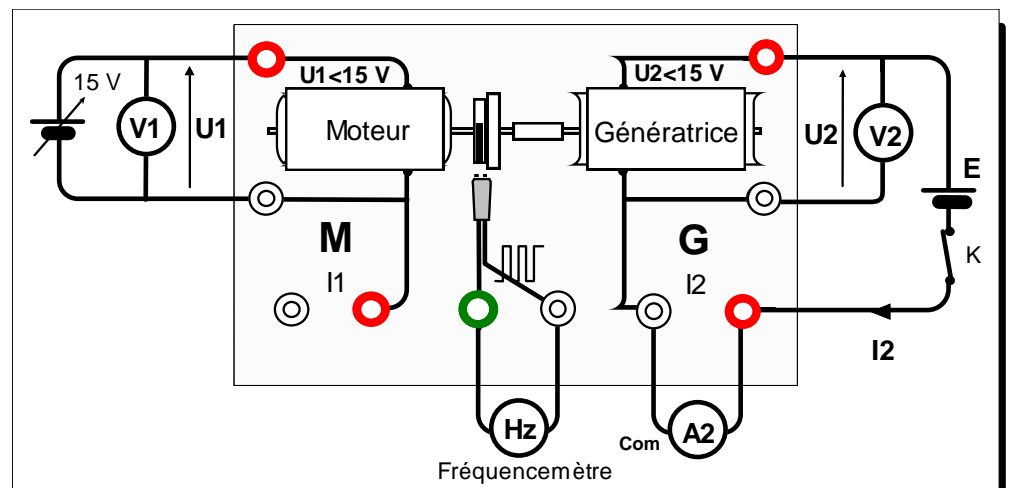 15 V
V1
U1
U1<15 V
Moteur
M
I1
U2<15 V
Génératrice
G
I2
U2
V2
E
K
I2
Hz
Com
A2
Fréquencemètre